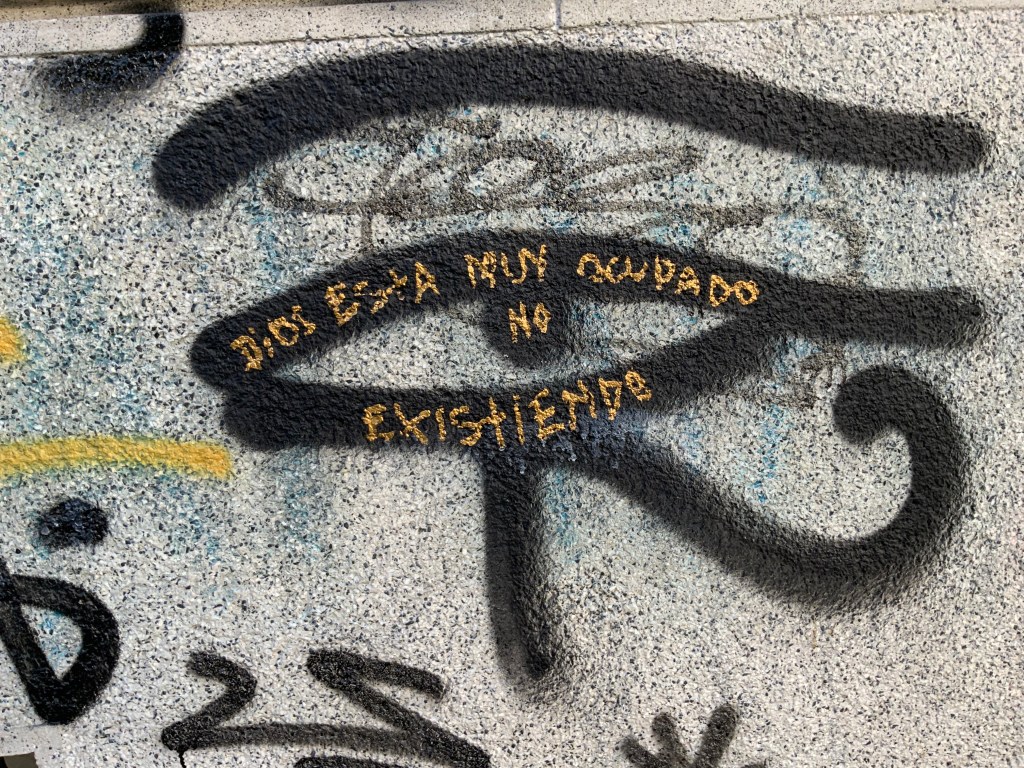 DiOS EStA MUY OCUPADO
NO
EXIStIENDO